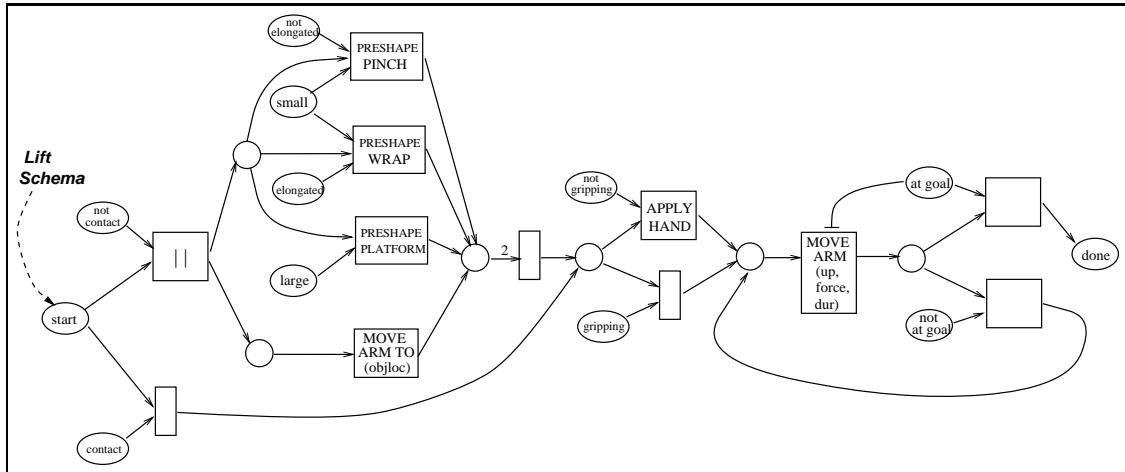 Lift
Schema
start
not
contact
| |
contact
not
elongated
small
elongated
large
PRESHAPE
PINCH
PRESHAPE
WRAP
PRESHAPE
PLATFORM
MOVE
ARM TO
(objloc)
2
not
gripping
APPLY
HAND
gripping
MOVE
ARM
(up,
force,
dur)
at goal
not
at goal
done